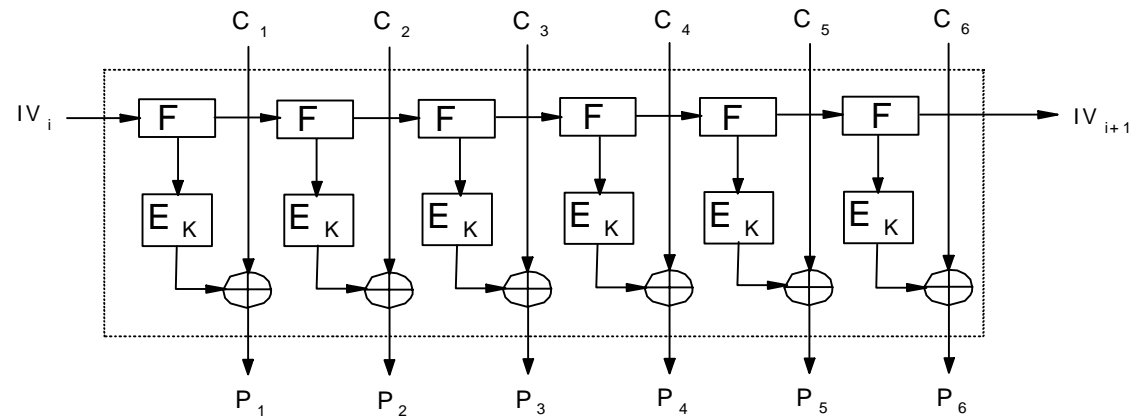 C 1 C 2 C 3 C 4 C 5 C 6
IV i F F F F F F IV i+1
E K E K E K E K E K E K
P 1 P 2 P 3 P 4 P 5 P 6